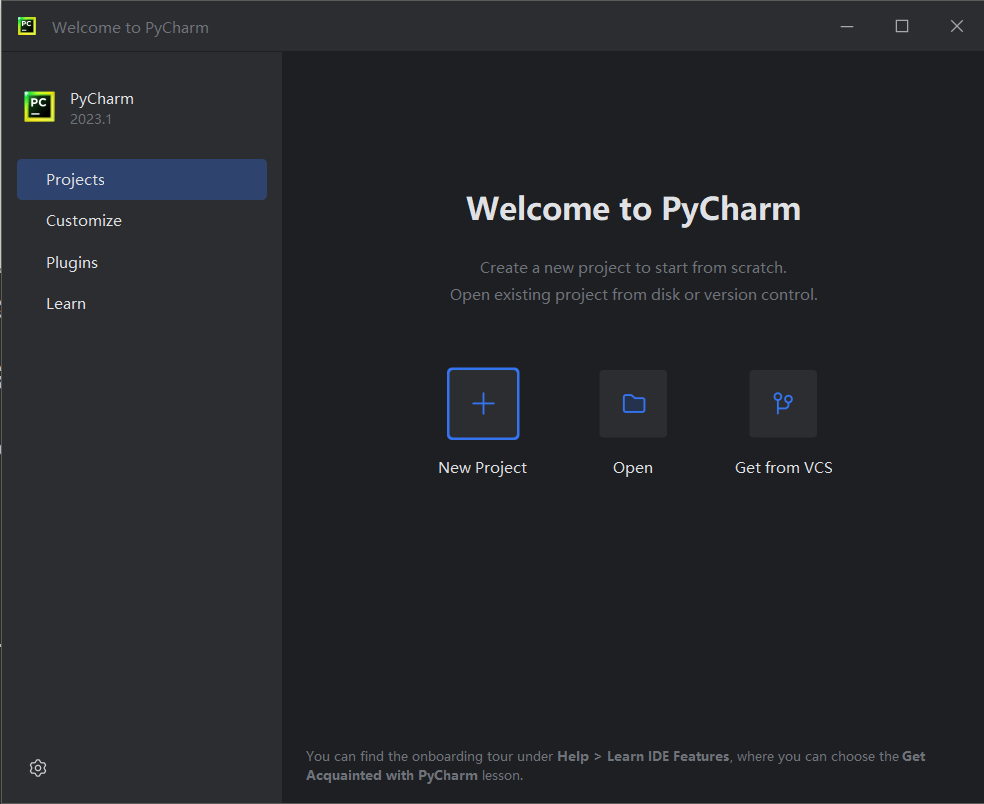 Welcome to PyCharm
PyCharm
2023.1
Projects
Customize
Plugins
Learn
Welcome to PyCharm
Create a new project to start from scratch.
Open existing project from disk or version control.
New Project
Open
Get from VCS
You can find the onboarding tour under Help > Learn IDE Features, where you can choose the Get
Acquainted with PyCharm lesson.